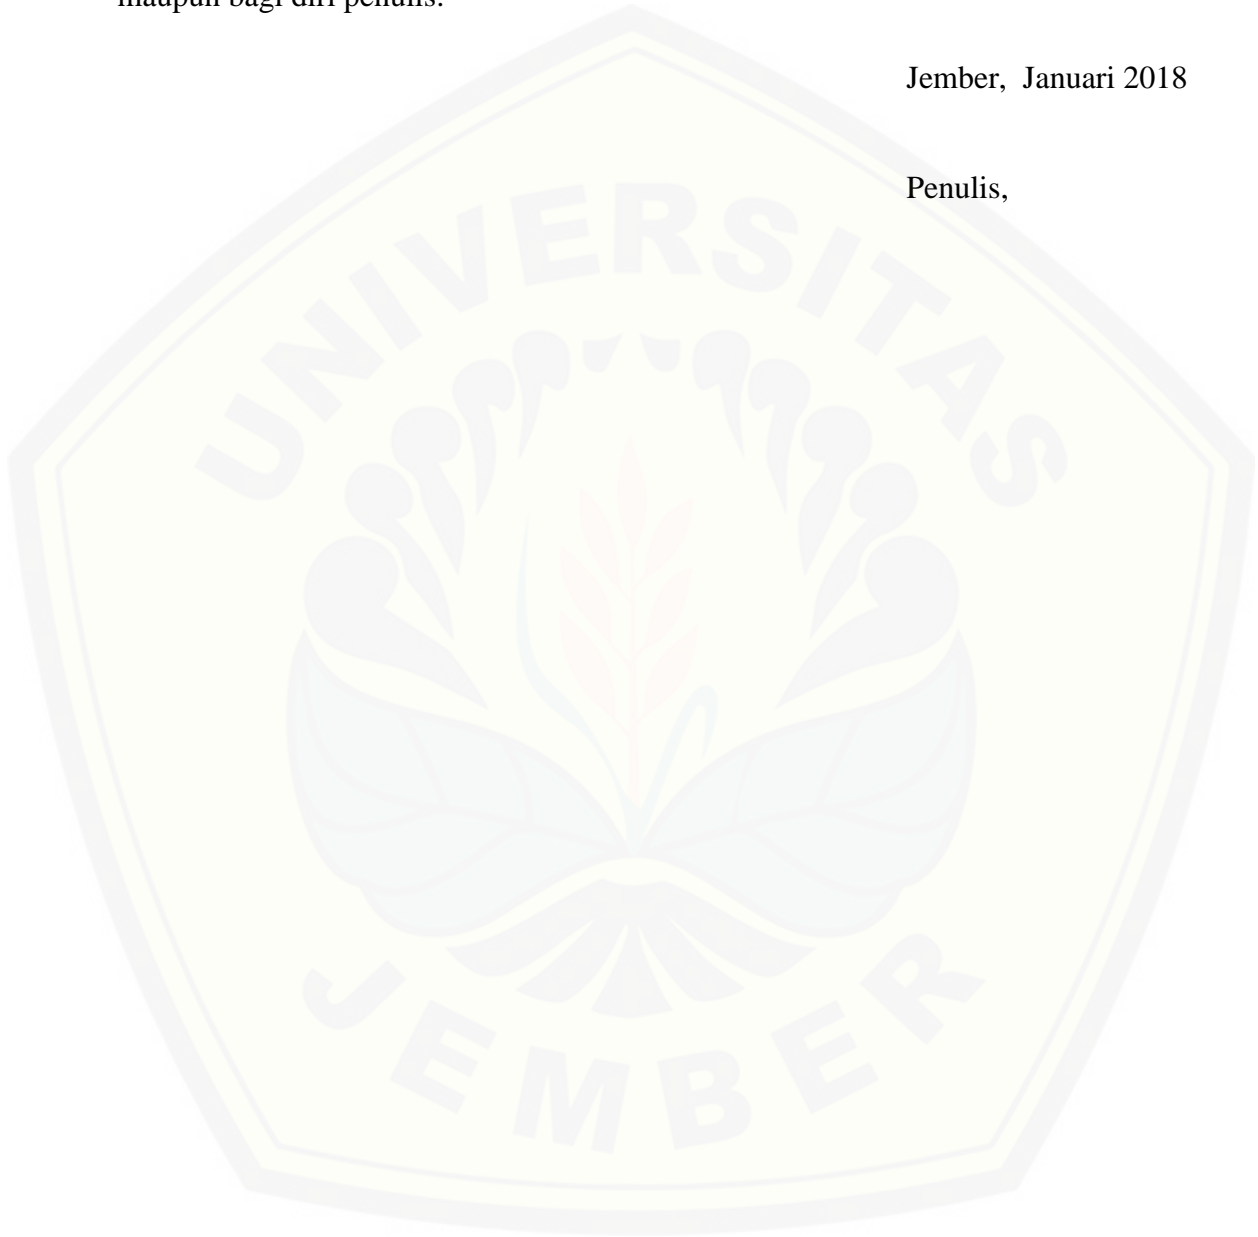 maupun bagi diri penulis.
Jember,  Januari 2018
Penulis,
UNIVERSITAS
JEMBER